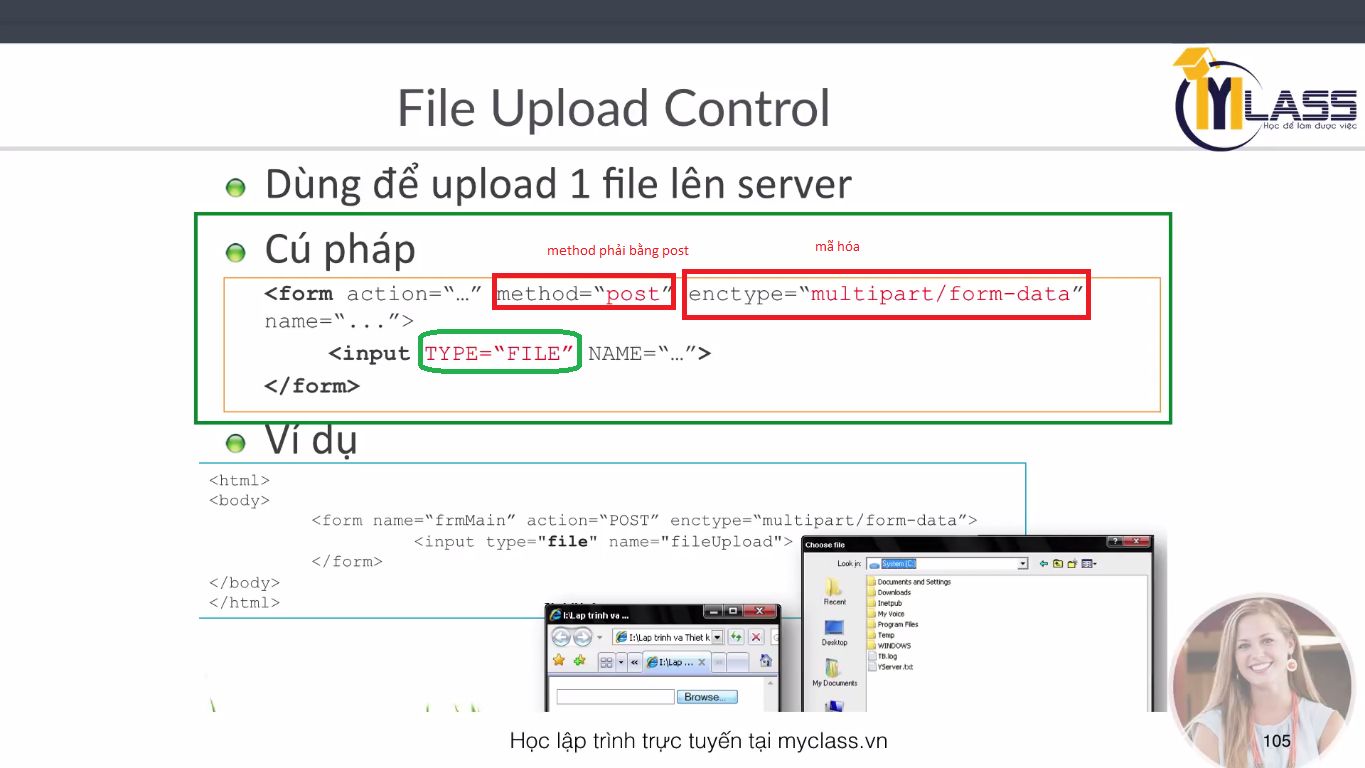 File Upload Control
MYCLASS
Học để làm được việc
Dùng để upload 1 file lên server
Cú pháp
method phải bằng post
mã hóa
<form action=“…” method=“post” enctype=“multipart/form-data”
name=“...”>
<input TYPE=“FILE” NAME=“…”>
</form>
Ví dụ
<html>
<body>
<form name=“frmMain” action=“POST” enctype=“multipart/form-data”>
<input type="file" name="fileUpload">
</form>
</body>
</html>
I:\Lap trinh va ...
I:\Lap trinh va Thiet k
I:\Lap ...
Browse...
Choose file
Look in:
System (C:)
Recent
Desktop
My Documents
Documents and Settings
Downloads
Inetpub
My Voice
Program Files
Temp
WINDOWS
TB.log
YServer.txt
Học lập trình trực tuyến tại myclass.vn
105